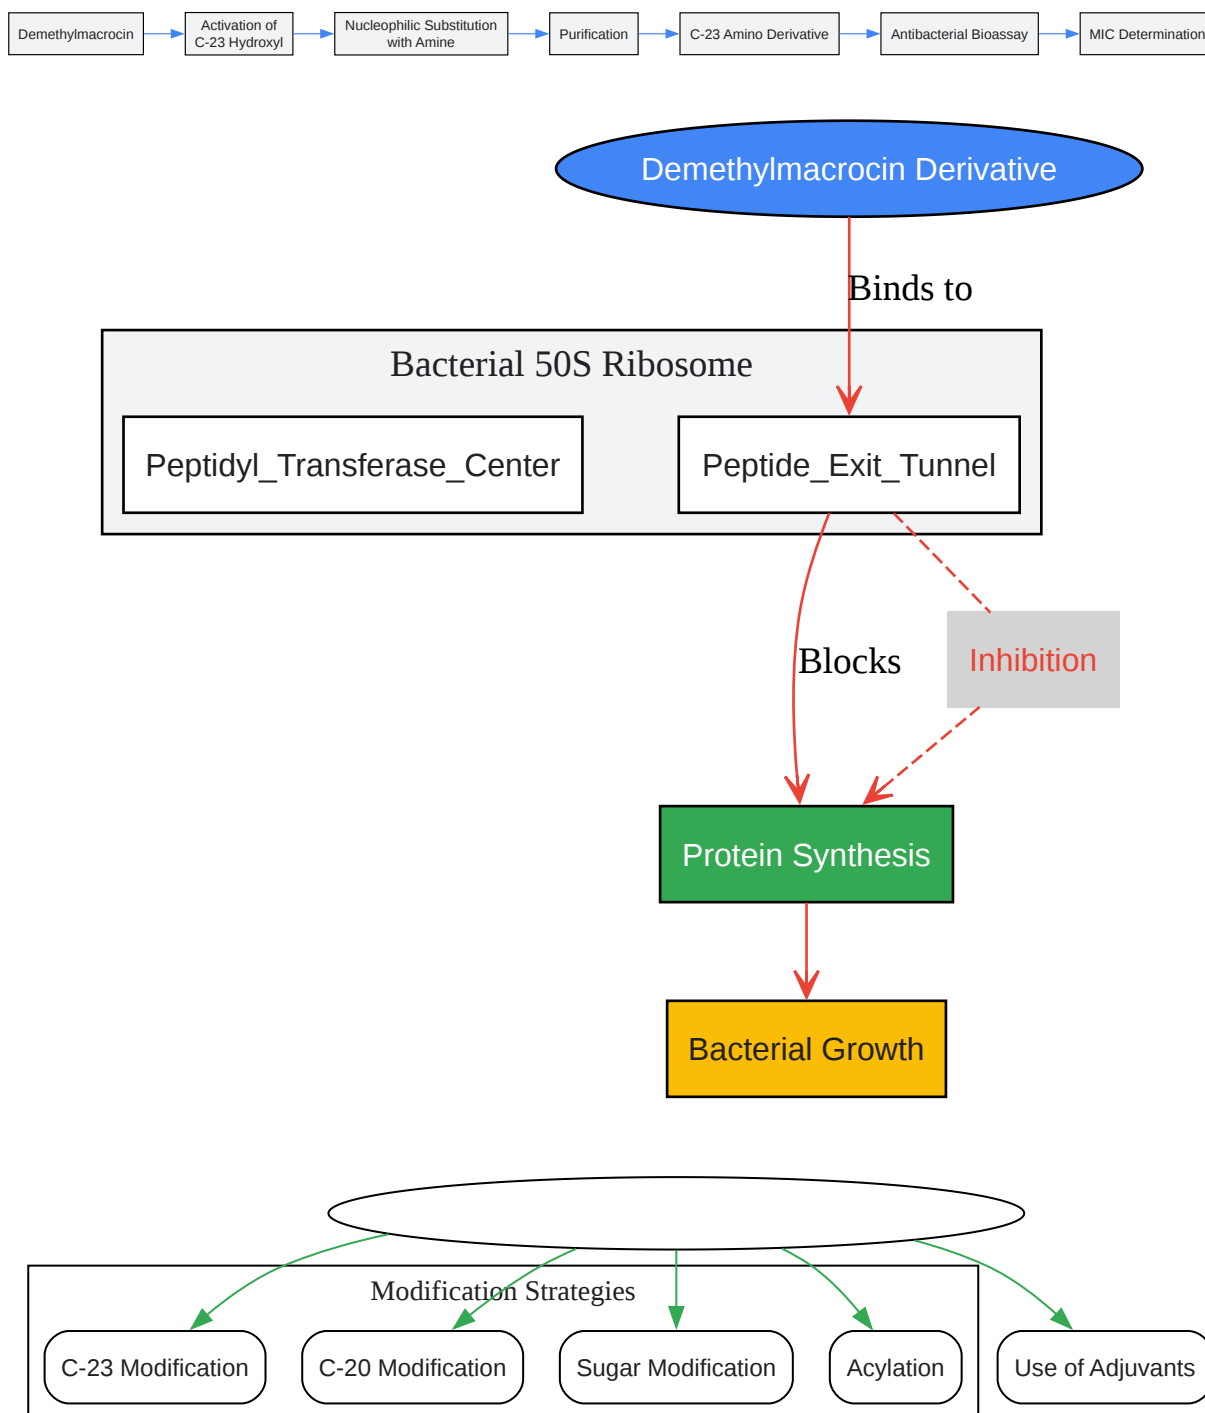 Demethylmacrocin
Activation of
C-23 Hydroxyl
Nucleophilic Substitution
with Amine
Purification
C-23 Amino Derivative
Antibacterial Bioassay
MIC Determination
Demethylmacrocin Derivative
Binds to
Bacterial 50S Ribosome
Peptidyl_Transferase_Center
Peptide_Exit_Tunnel
Blocks
Inhibition
Protein Synthesis
Bacterial Growth
Modification Strategies
C-23 Modification
C-20 Modification
Sugar Modification
Acylation
Use of Adjuvants